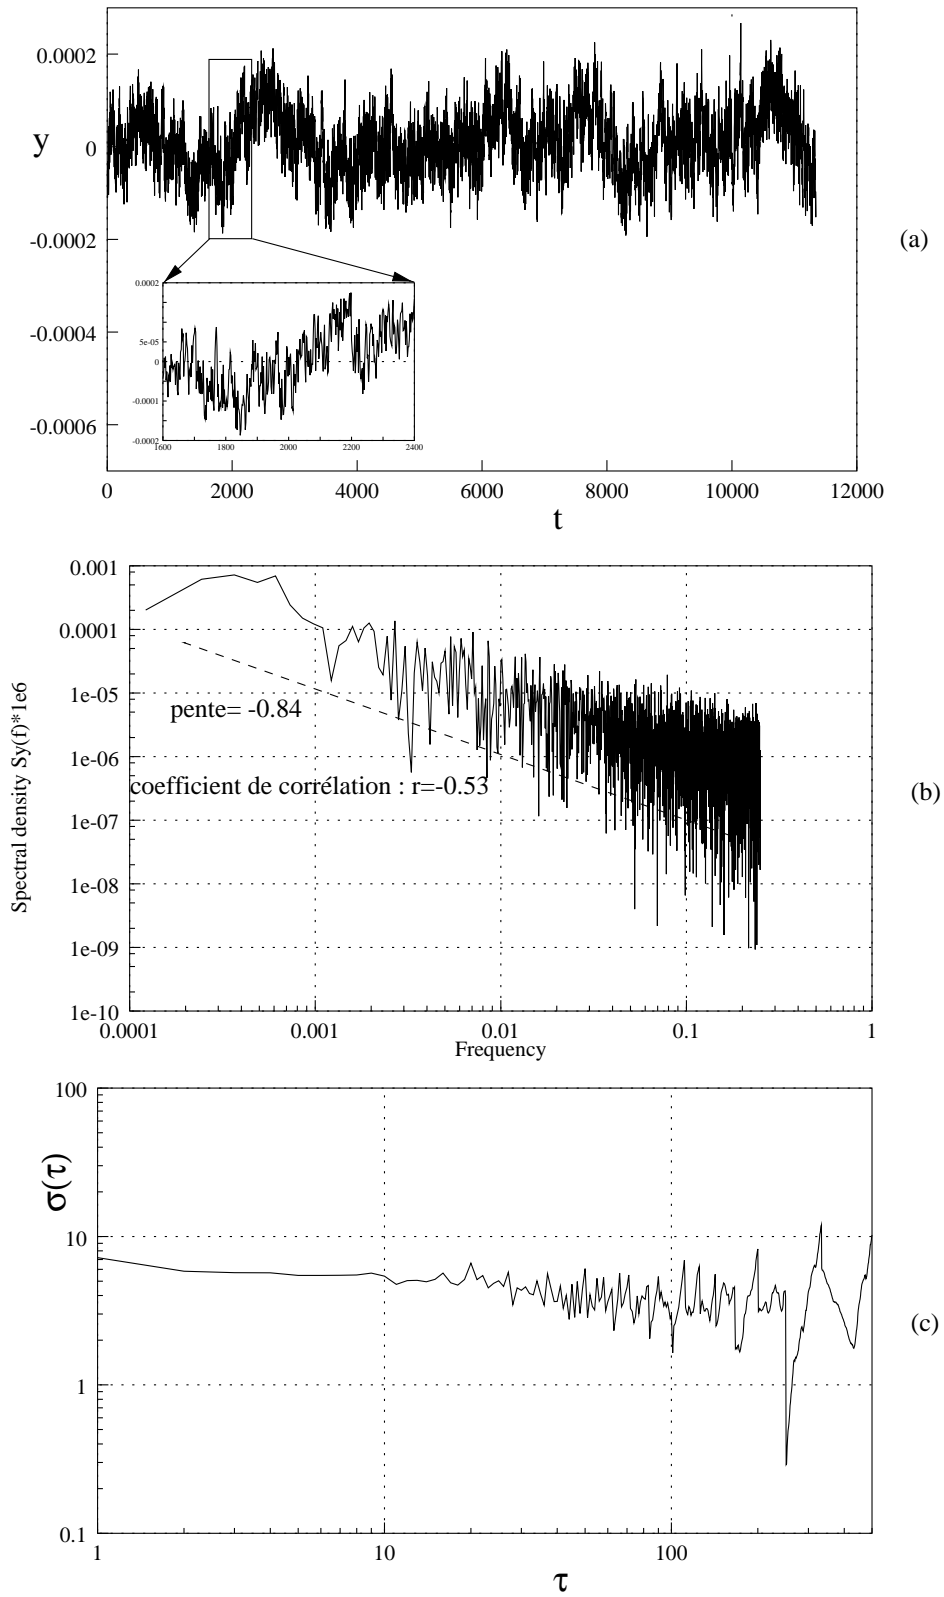 0.0002
0
-0.0002
-0.0004
-0.0006
y
(a)
0.0002
5e-05
0
-0.0001
-0.0002
1600
1800
2000
2200
2400
0
2000
4000
6000
8000
10000
12000
t
0.001
0.0001
1e-05
1e-06
1e-07
1e-08
1e-09
1e-10
Spectral density Sy(f)*1e6
pente= -0.84
coefficient de corrélation : r=-0.53
(b)
0.0001
0.001
0.01
0.1
1
Frequency
100
10
1
0.1
σ(τ)
(c)
1
10
100
τ